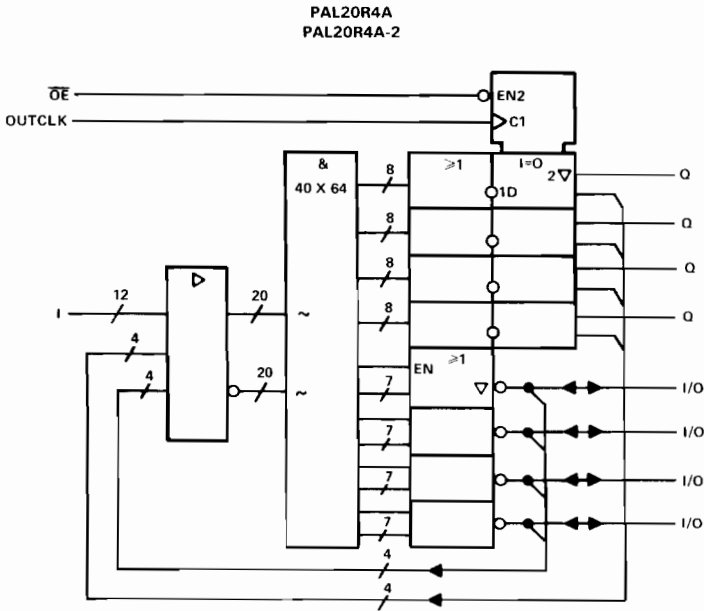 PAL20R4A
PAL20R4A-2
OE
EN2
OUTCLK
C1
&
40 X 64
8
≥1
I=0
2 ▽
Q
1D
8
Q
8
Q
12
20
8
Q
I
~
4
≥1
EN
4
20
7
▽
I/O
~
7
I/O
7
I/O
7
I/O
4
4